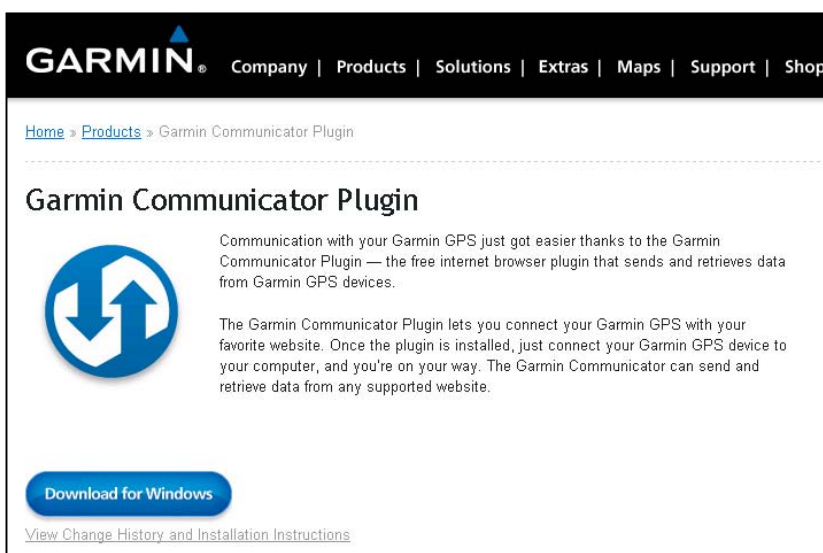 GARMIN® Company | Products | Solutions | Extras | Maps | Support | Shop
Home » Products » Garmin Communicator Plugin
Garmin Communicator Plugin
Communication with your Garmin GPS just got easier thanks to the Garmin
Communicator Plugin — the free internet browser plugin that sends and retrieves data
from Garmin GPS devices.
The Garmin Communicator Plugin lets you connect your Garmin GPS with your
favorite website. Once the plugin is installed, just connect your Garmin GPS device to
your computer, and you're on your way. The Garmin Communicator can send and
retrieve data from any supported website.
Download for Windows
View Change History and Installation Instructions